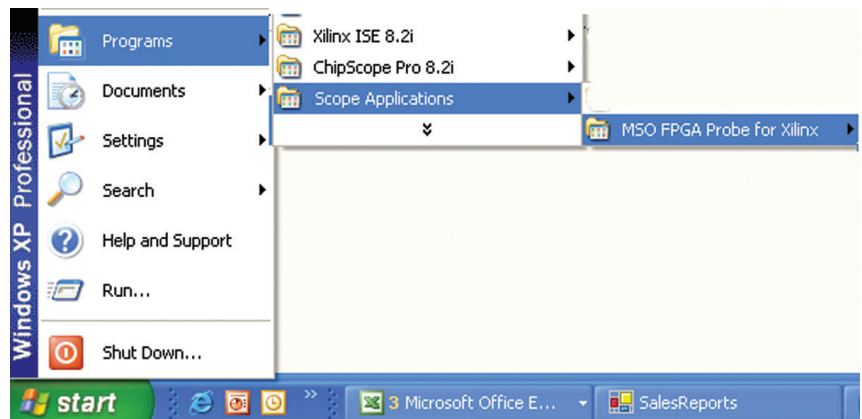 Windows XP Professional
Programs
Documents
Settings
Search
Help and Support
Run...
Shut Down...
Xilinx ISE 8.2i
ChipScope Pro 8.2i
Scope Applications
MSO FPGA Probe for Xilinx
start
3 Microsoft Office E...
SalesReports